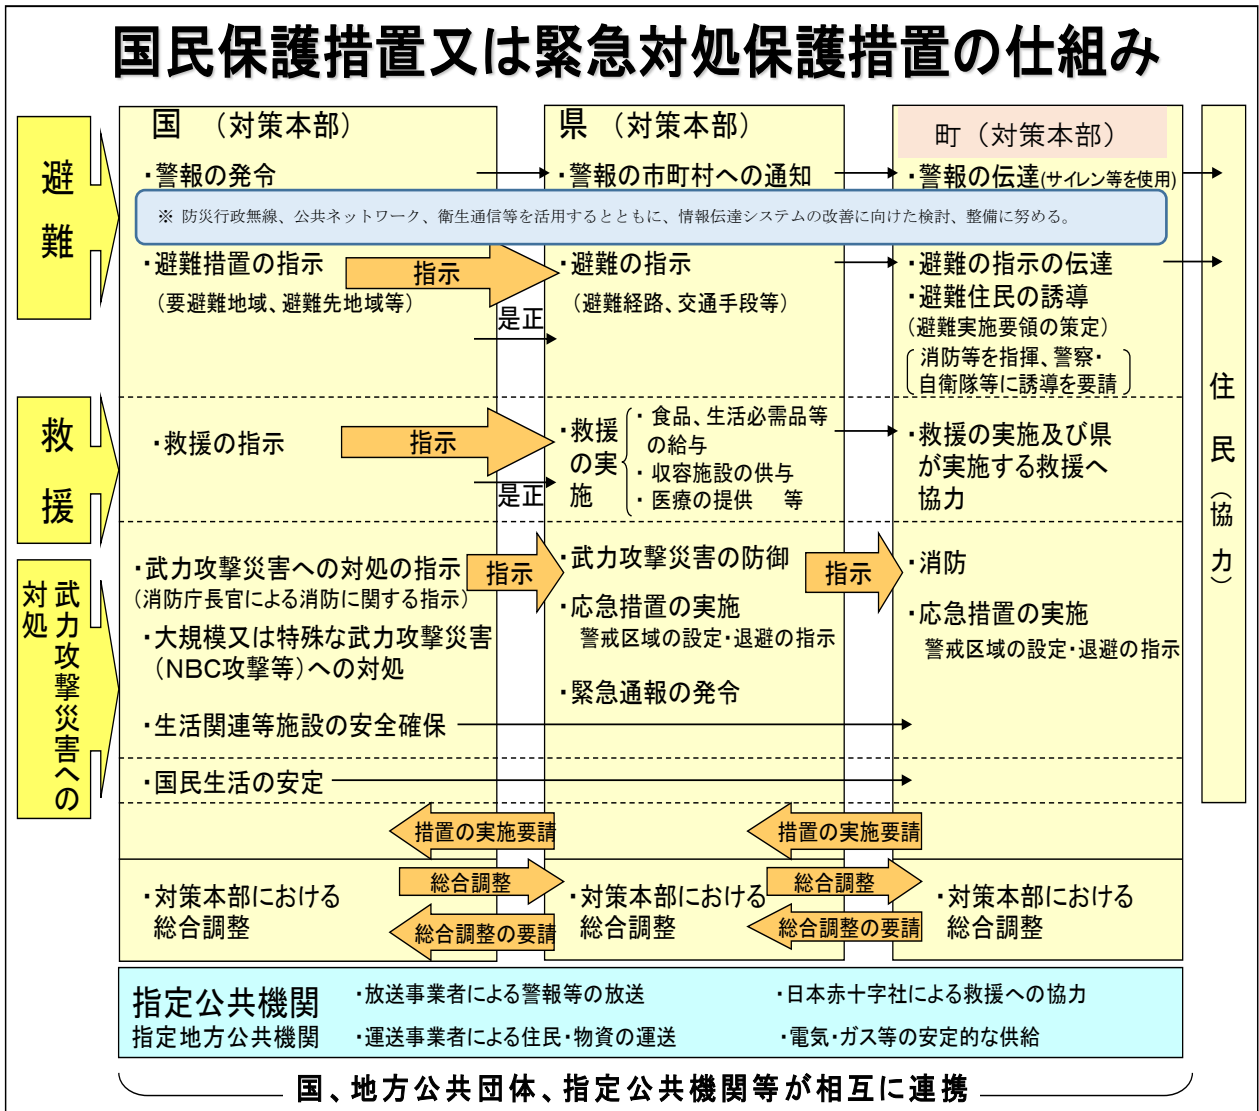 国民保護措置又は緊急対処保護措置の仕組み
避
難
国 (対策本部)
県 (対策本部)
町(対策本部)
・警報の発令
・警報の市町村への通知
・警報の伝達(サイレン等を使用)
※ 防災行政無線、公共ネットワーク、衛生通信等を活用するとともに、情報伝達システムの改善に向けた検討、整備に努める。
・避難措置の指示
(要避難地域、避難先地域等)
指示
是正
・避難の指示
(避難経路、交通手段等)
・避難の指示の伝達
・避難住民の誘導
(避難実施要領の策定)
消防等を指揮、警察・
自衛隊等に誘導を要請
救
援
・救援の指示
指示
是正
・救援
の実
施
・ 食品、生活必需品等
の給与
・ 収容施設の供与
・ 医療の提供 等
・救援の実施及び県
が実施する救援へ
協力
武力攻撃災害への
対処
・武力攻撃災害への対処の指示
(消防庁長官による消防に関する指示)
・大規模又は特殊な武力攻撃災害
(NBC攻撃等)への対処
・生活関連等施設の安全確保
指示
・武力攻撃災害の防御
・応急措置の実施
警戒区域の設定・退避の指示
・緊急通報の発令
指示
・消防
・応急措置の実施
警戒区域の設定・退避の指示
・国民生活の安定
措置の実施要請
措置の実施要請
・対策本部における
総合調整
総合調整
総合調整の要請
・対策本部における
総合調整
総合調整
総合調整の要請
・対策本部における
総合調整
住
民
(協
力)
指定公共機関
指定地方公共機関
・放送事業者による警報等の放送
・日本赤十字社による救援への協力
・運送事業者による住民・物資の運送
・電気・ガス等の安定的な供給
国、地方公共団体、指定公共機関等が相互に連携